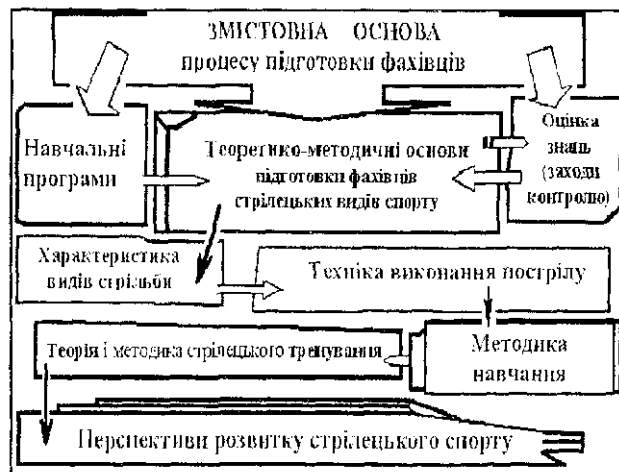 ЗМІСТОВНА ОСНОВА
процесу підготовки фахівців
Навчальні
програми
Теоретико-методичні основи
підготовки фахівців
стрілецьких видів спорту
Оцінка
знань
(заходи
контролю)
Характеристика
видів стрільби
Техніка виконання пострілу
Теорія і методика стрілецького тренування
Методика
навчання
Перспективи розвитку стрілецького спорту